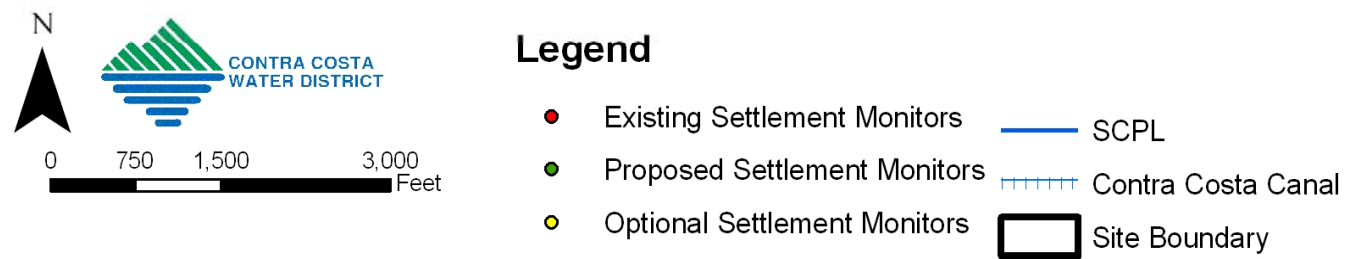 N
CONTRA COSTA
WATER DISTRICT
0 750 1,500 3,000
Feet
Legend
Existing Settlement Monitors
Proposed Settlement Monitors
Optional Settlement Monitors
SCPL
Contra Costa Canal
Site Boundary